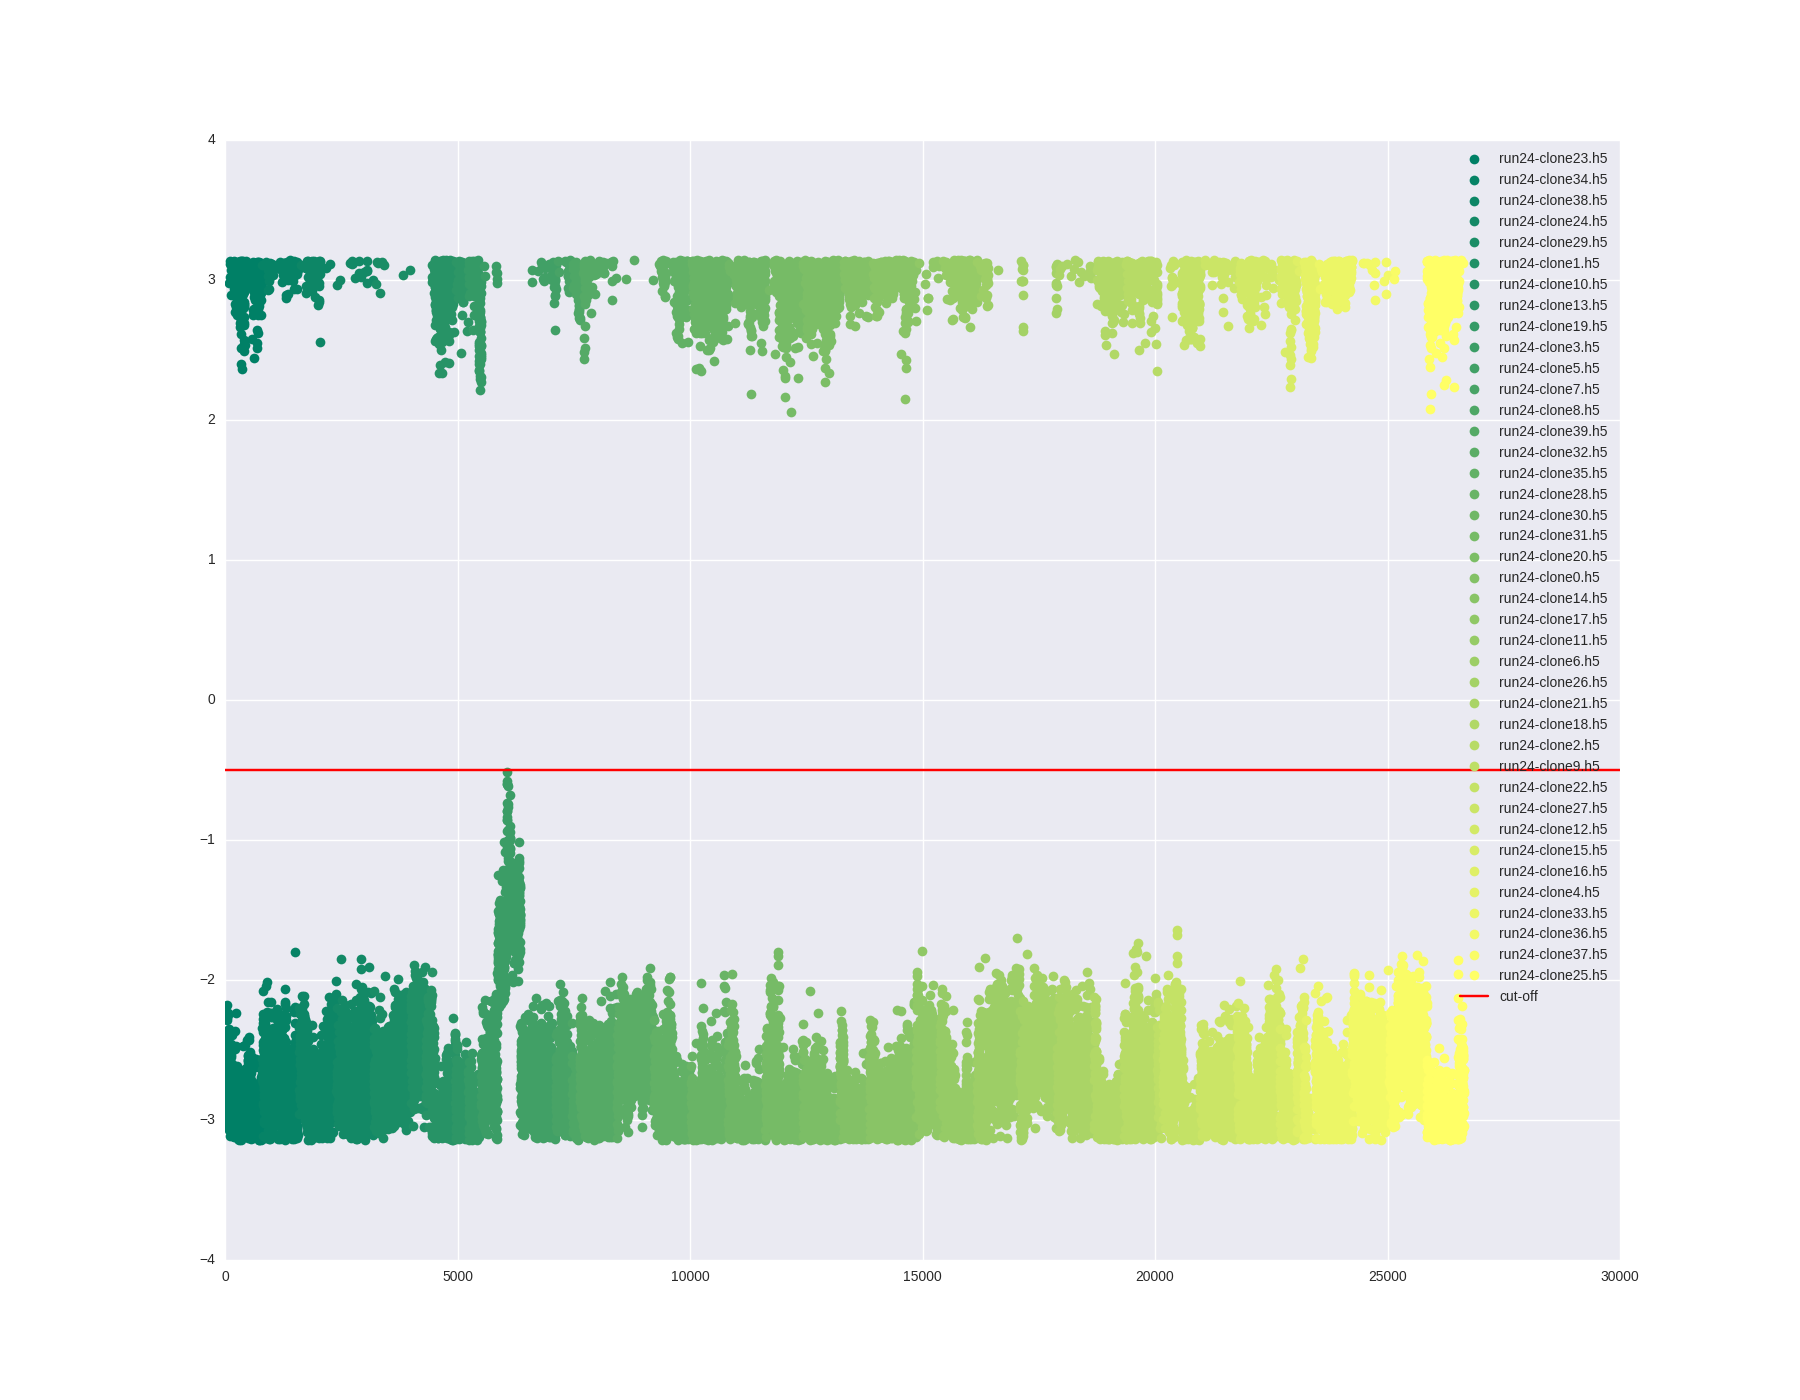 4
3
2
1
0
−1
−2
−3
−4
0 5000 10000 15000 20000 25000 30000
run24-clone23.h5
run24-clone34.h5
run24-clone38.h5
run24-clone24.h5
run24-clone29.h5
run24-clone1.h5
run24-clone10.h5
run24-clone13.h5
run24-clone19.h5
run24-clone3.h5
run24-clone5.h5
run24-clone7.h5
run24-clone8.h5
run24-clone39.h5
run24-clone32.h5
run24-clone35.h5
run24-clone28.h5
run24-clone30.h5
run24-clone31.h5
run24-clone20.h5
run24-clone0.h5
run24-clone14.h5
run24-clone17.h5
run24-clone11.h5
run24-clone6.h5
run24-clone26.h5
run24-clone21.h5
run24-clone18.h5
run24-clone2.h5
run24-clone9.h5
run24-clone22.h5
run24-clone27.h5
run24-clone12.h5
run24-clone15.h5
run24-clone16.h5
run24-clone4.h5
run24-clone33.h5
run24-clone36.h5
run24-clone37.h5
run24-clone25.h5
cut-off